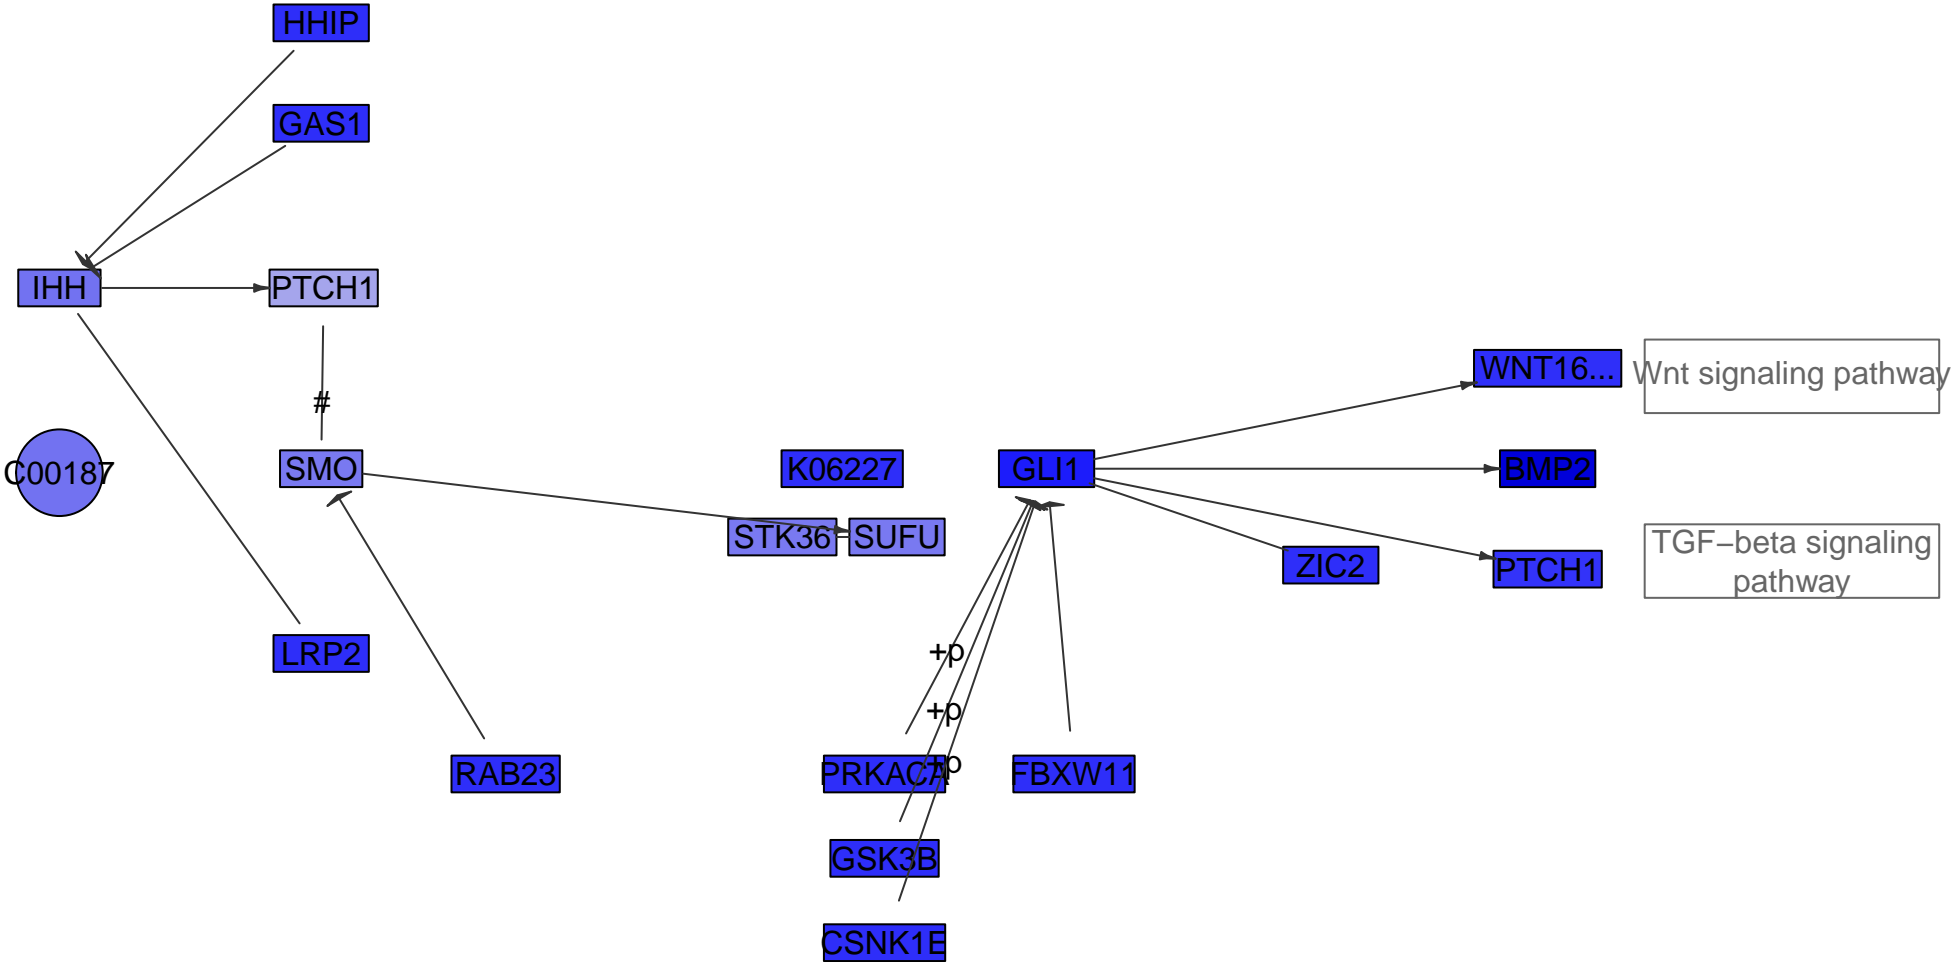 HHIP
GAS1
IHH
PTCH1
WNT16...
Wnt signaling pathway
#
C00187
SMO
K06227
GLI1
BMP2
STK36
SUFU
TGF−beta signaling
pathway
ZIC2
PTCH1
LRP2
+p
+p
+p
RAB23
PRKACA
FBXW11
GSK3B
CSNK1E